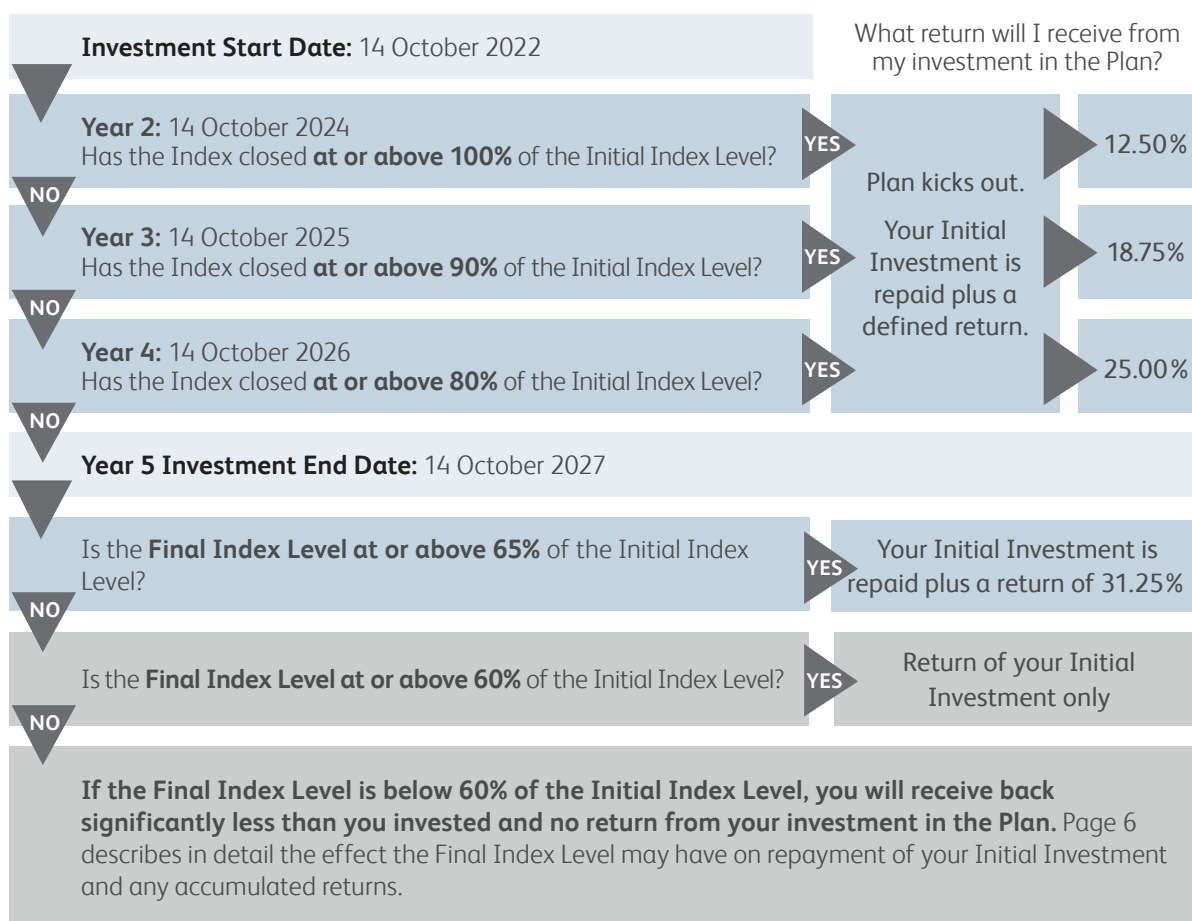 Investment Start Date: 14 October 2022
What return will I receive from
my investment in the Plan?
Year 2: 14 October 2024
Has the Index closed at or above 100% of the Initial Index Level?
YES
12.50%
NO
Year 3: 14 October 2025
Has the Index closed at or above 90% of the Initial Index Level?
YES
18.75%
NO
Year 4: 14 October 2026
Has the Index closed at or above 80% of the Initial Index Level?
YES
25.00%
Plan kicks out.
Your Initial
Investment is
repaid plus a
defined return.
NO
Year 5 Investment End Date: 14 October 2027
Is the Final Index Level at or above 65% of the Initial Index
Level?
YES
Your Initial Investment is
repaid plus a return of 31.25%
NO
Is the Final Index Level at or above 60% of the Initial Index Level?
YES
Return of your Initial
Investment only
NO
If the Final Index Level is below 60% of the Initial Index Level, you will receive back
significantly less than you invested and no return from your investment in the Plan. Page 6
describes in detail the effect the Final Index Level may have on repayment of your Initial Investment
and any accumulated returns.